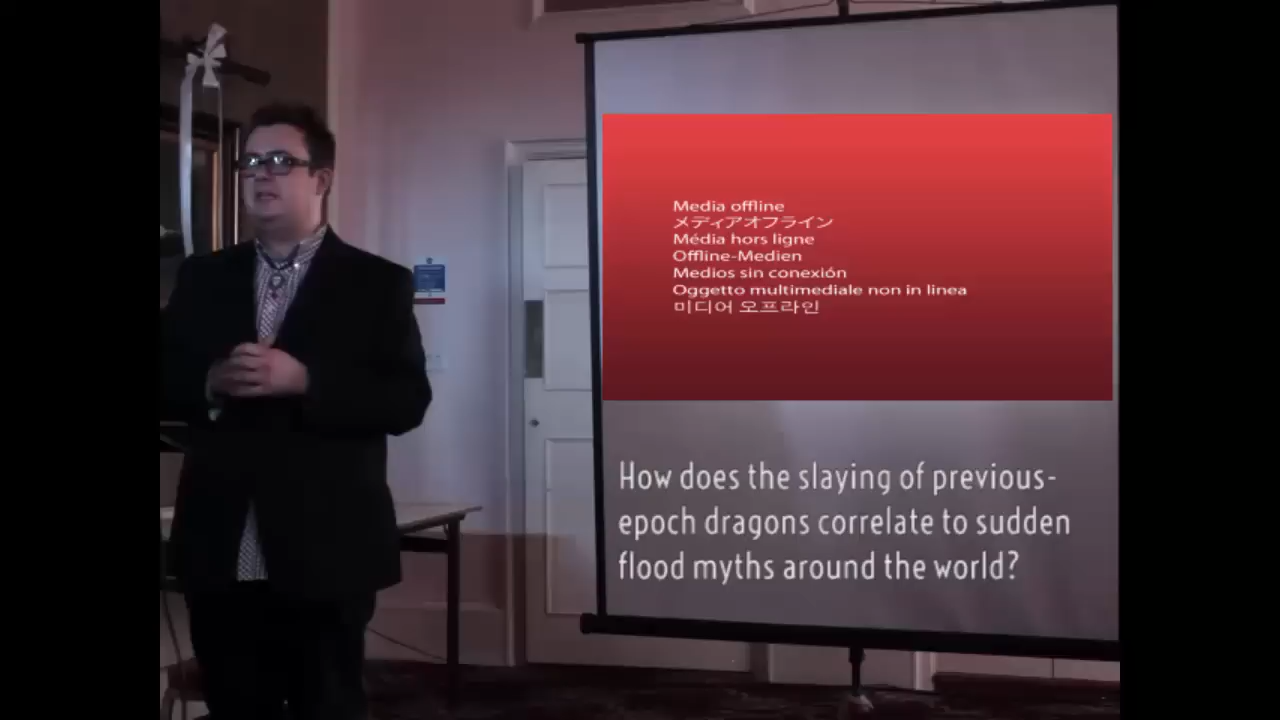 Media offline
メディアオフライン
Média hors ligne
Offline-Medien
Medios sin conexión
Oggetto multimediale non in linea
미디어 오프라인
How does the slaying of previous-
epoch dragons correlate to sudden
flood myths around the world?